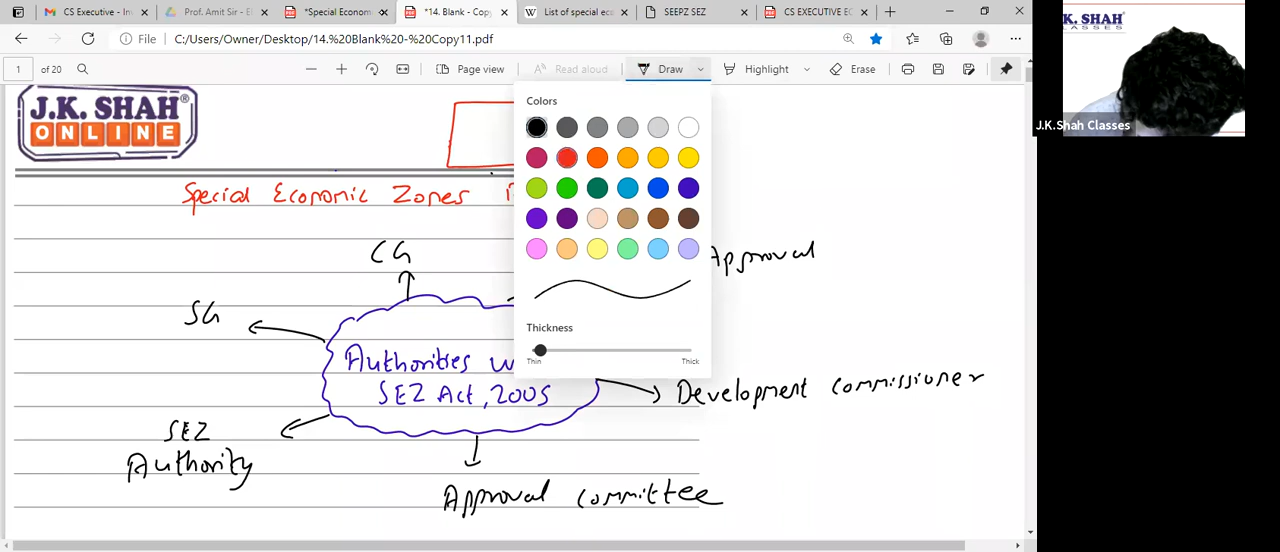 CS Executive - Inv
Prof. Amit Sir - El
*Special Econom
*14. Blank - Cop
List of special ec
SEEPZ SEZ
CS EXECUTIVE EC
File
C:/Users/Owner/Desktop/14.%20Blank%20-%20Copy11.pdf
1 of 20
Page view
Read aloud
Draw
Highlight
Erase
J.K. SHAH®
ONLINE
Colors
Thickness
Thin
Thick
Special Economic Zones
CG
Approval
SG
Authorities
SEZ Act, 2005
Development Commissioner
SEZ
Authority
Approval Committee
J.K. SHAH
CLASSES
J.K.Shah Classes